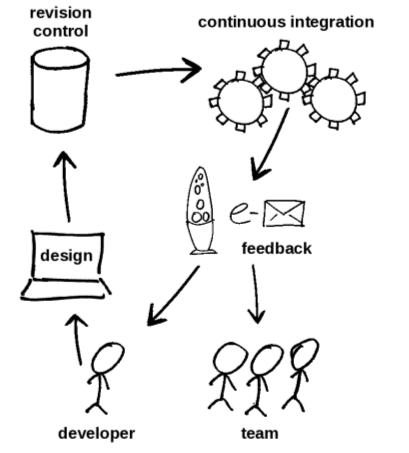 revision
control
continuous integration
e-
feedback
design
developer
team